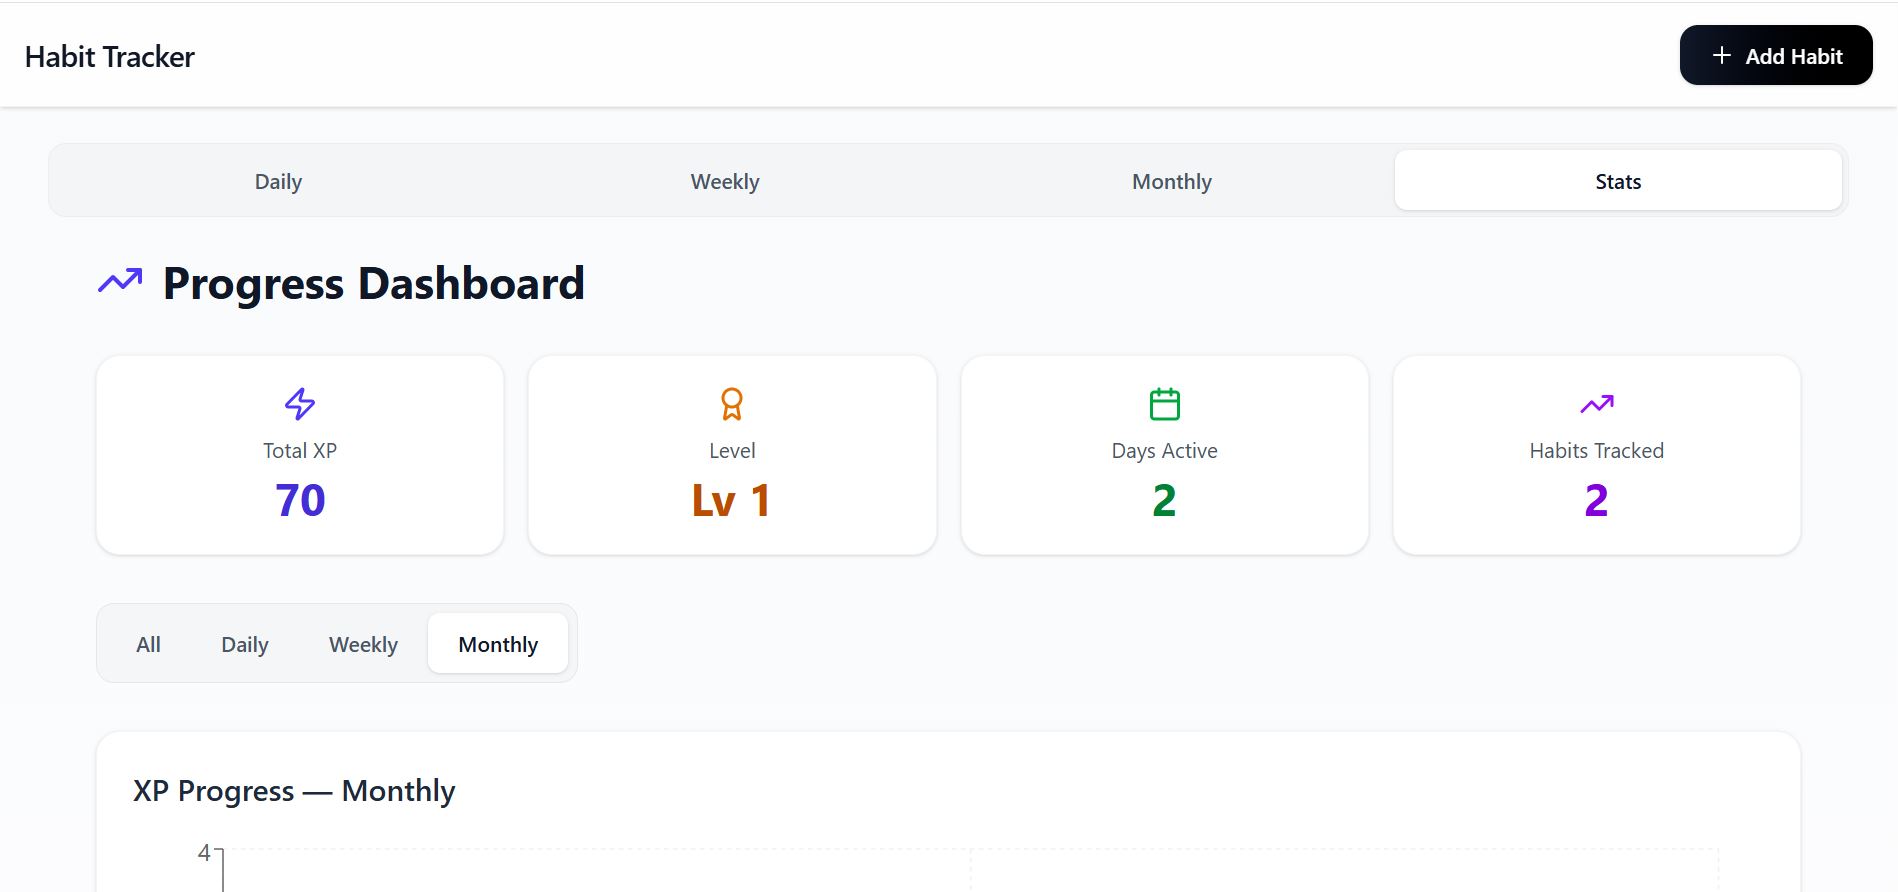 Habit Tracker
+ Add Habit
Daily Weekly Monthly Stats
Progress Dashboard
Total XP
70
Level
Lv 1
Days Active
2
Habits Tracked
2
All Daily Weekly Monthly
XP Progress — Monthly
4